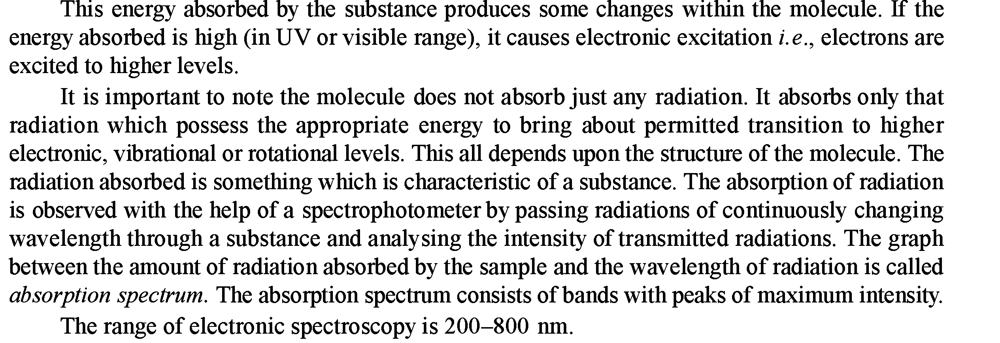 This energy absorbed by the substance produces some changes within the molecule. If the
energy absorbed is high (in UV or visible range), it causes electronic excitation i.e., electrons are
excited to higher levels.
It is important to note the molecule does not absorb just any radiation. It absorbs only that
radiation which possess the appropriate energy to bring about permitted transition to higher
electronic, vibrational or rotational levels. This all depends upon the structure of the molecule. The
radiation absorbed is something which is characteristic of a substance. The absorption of radiation
is observed with the help of a spectrophotometer by passing radiations of continuously changing
wavelength through a substance and analysing the intensity of transmitted radiations. The graph
between the amount of radiation absorbed by the sample and the wavelength of radiation is called
absorption spectrum. The absorption spectrum consists of bands with peaks of maximum intensity.
The range of electronic spectroscopy is 200–800 nm.